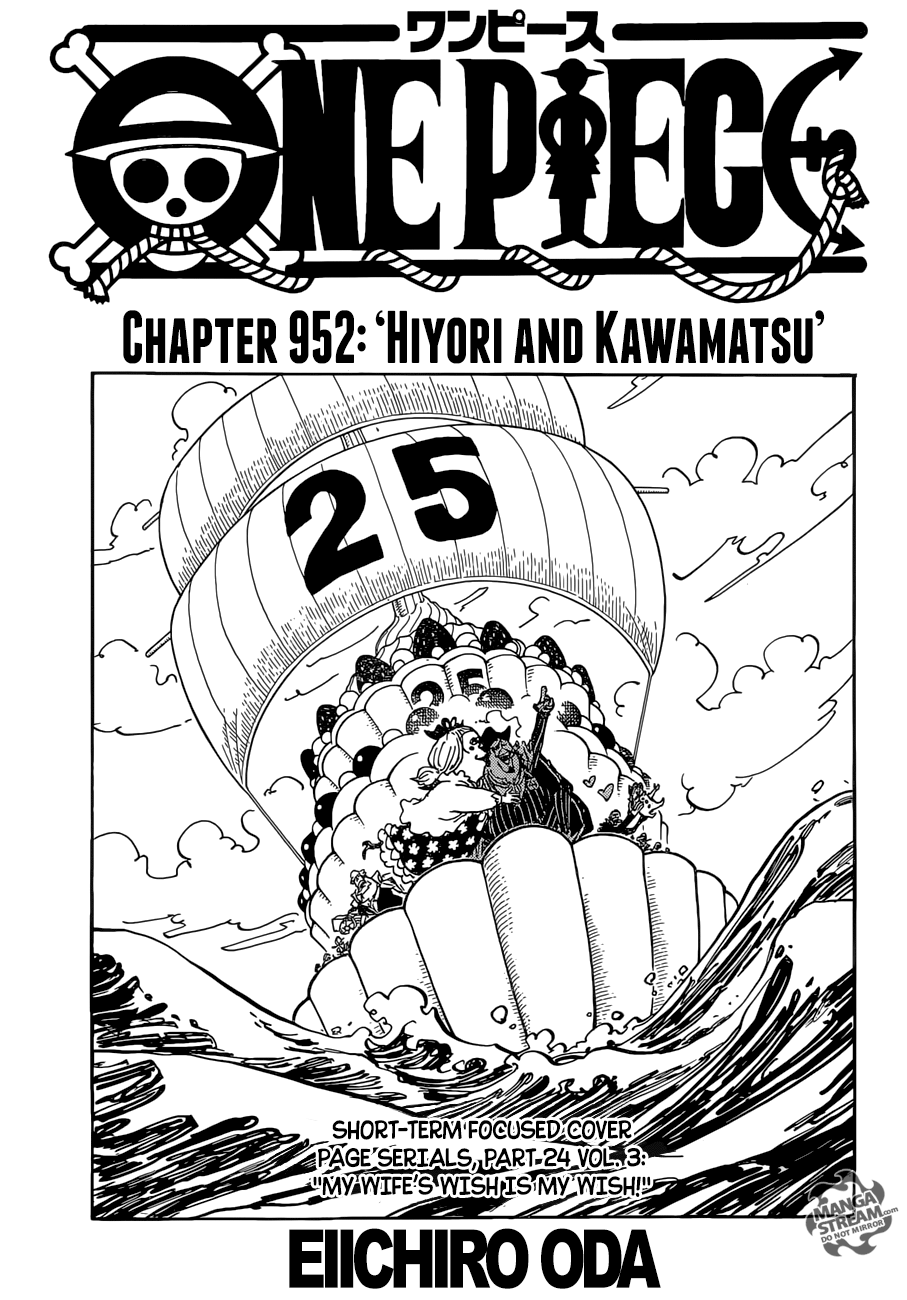 ワンピース
ONE PIECE
CHAPTER 952: ‘HIYORI AND KAWAMATSU’
25
25
SHORT-TERM FOCUSED COVER
PAGE SERIALS, PART 24 VOL. 3:
"MY WIFE'S WISH IS MY WISH!"
MANGA
STREAM.com
DO NOT MIRROR
EIICHIRO ODA